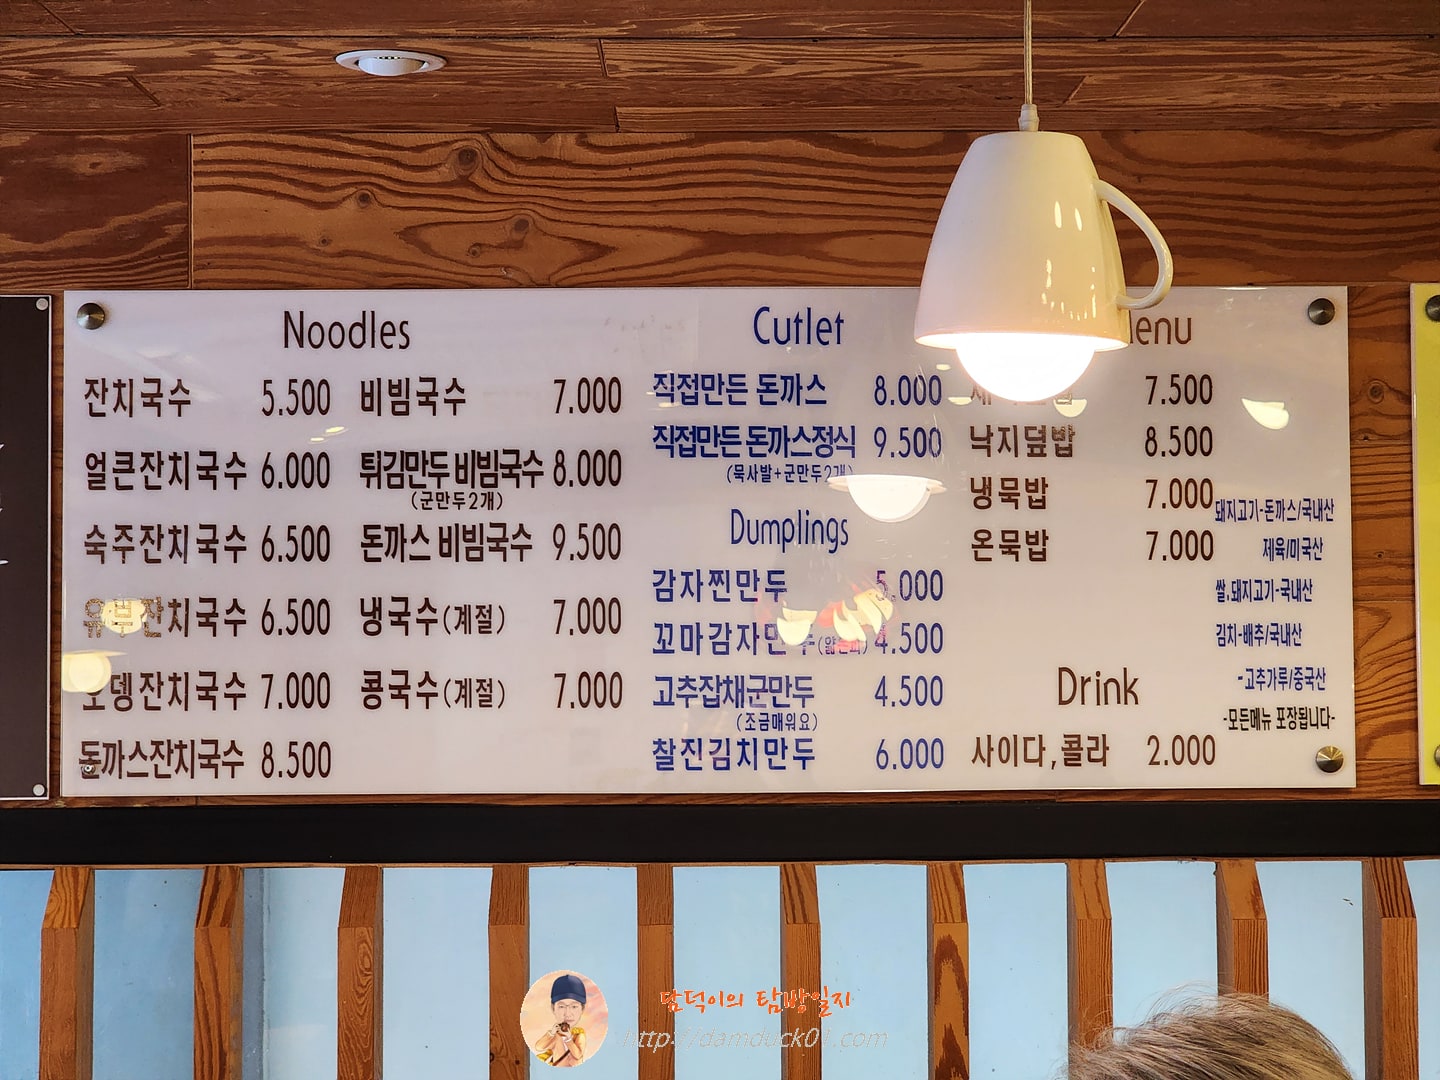 Noodles
잔치국수 5.500
얼큰잔치국수 6.000
숙주잔치국수 6.500
유부잔치국수 6.500
오뎅잔치국수 7.000
돈까스잔치국수 8.500
비빔국수 7.000
튀김만두 비빔국수 8.000
(군만두2개)
돈까스 비빔국수 9.500
냉국수(계절) 7.000
콩국수(계절) 7.000
Cutlet
직접만든 돈까스 8.000
직접만든 돈까스정식 9.500
(묵사발+군만두2개)
Dumplings
감자찐만두 5.000
꼬마감자만두 4.500
고추잡채군만두 4.500
(조금매워요)
찰진김치만두 6.000
enu
7.500
낙지덮밥 8.500
냉묵밥 7.000
온묵밥 7.000
Drink
사이다,콜라 2.000
돼지고기-돈까스/국내산
제육/미국산
쌀.돼지고기-국내산
김치-배추/국내산
-고추가루/중국산
-모든메뉴 포장됩니다-
담덕이의 탐방일지
http://damduck01.com